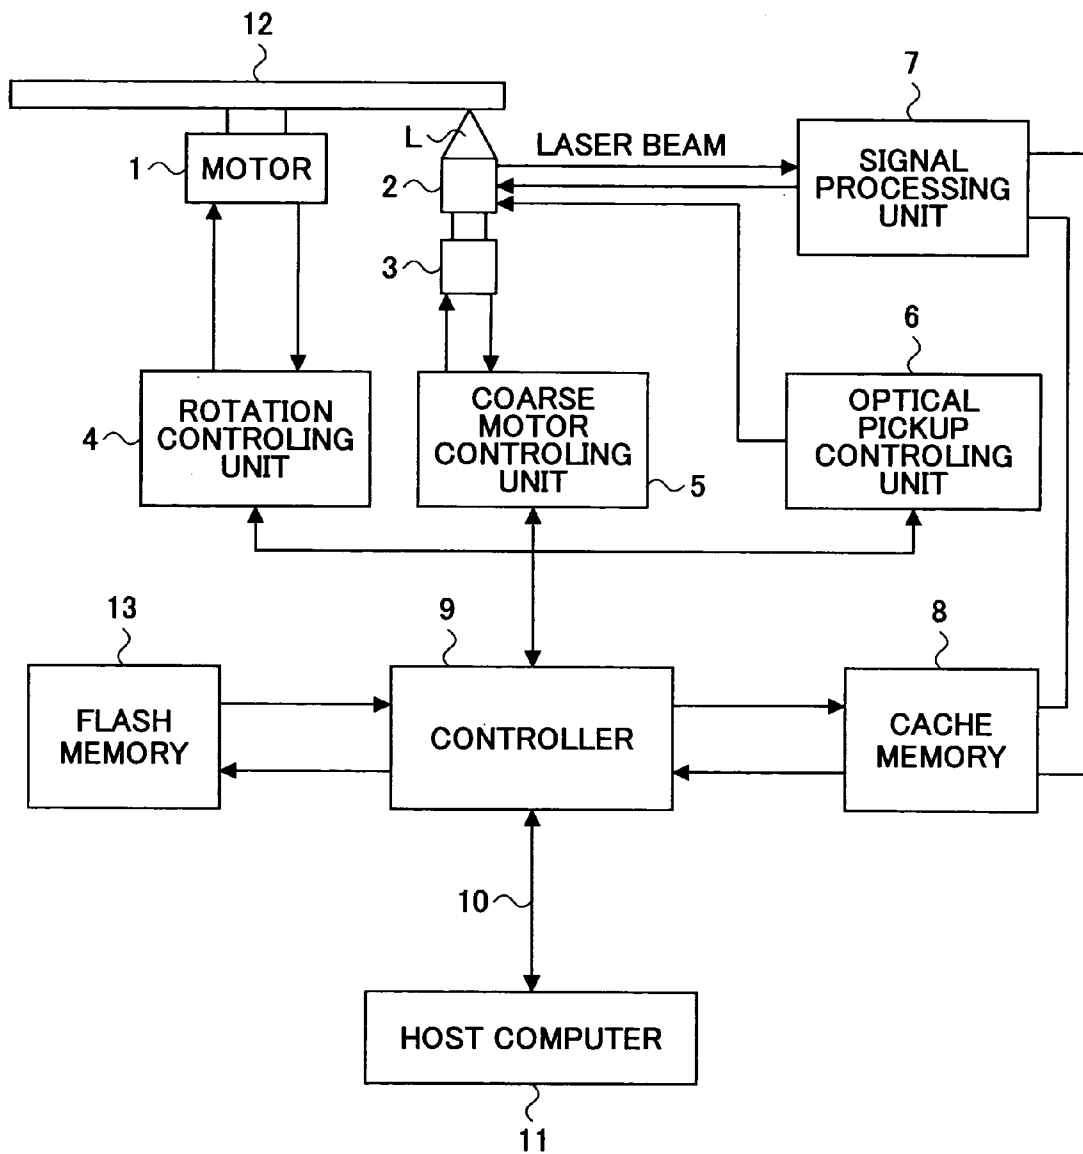 12
7
L
LASER BEAM
1
MOTOR
2
SIGNAL
PROCESSING
UNIT
3
6
4
ROTATION
CONTROLING
UNIT
COARSE
MOTOR
CONTROLING
UNIT
5
OPTICAL
PICKUP
CONTROLING
UNIT
13
9
8
FLASH
MEMORY
CONTROLLER
CACHE
MEMORY
10
HOST COMPUTER
11